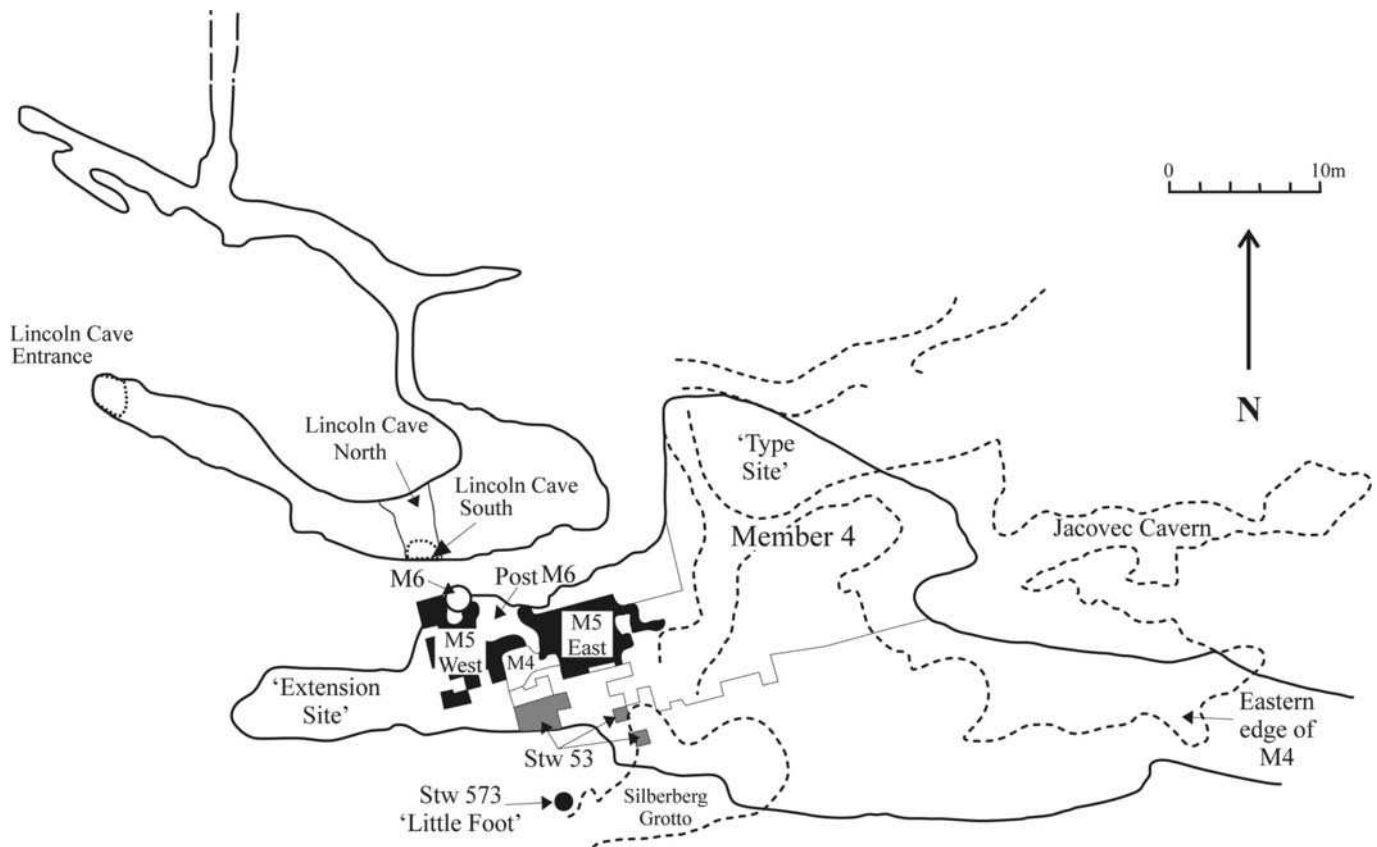 0 10m
N
Lincoln Cave
Entrance
Lincoln Cave
North
Lincoln Cave
South
'Type
Site'
Member 4
Jacovec Cavern
M6
Post M6
M5
West
M4
M5
East
'Extension
Site'
Stw 53
Eastern
edge of
M4
Stw 573
'Little Foot'
Silberberg
Grotto